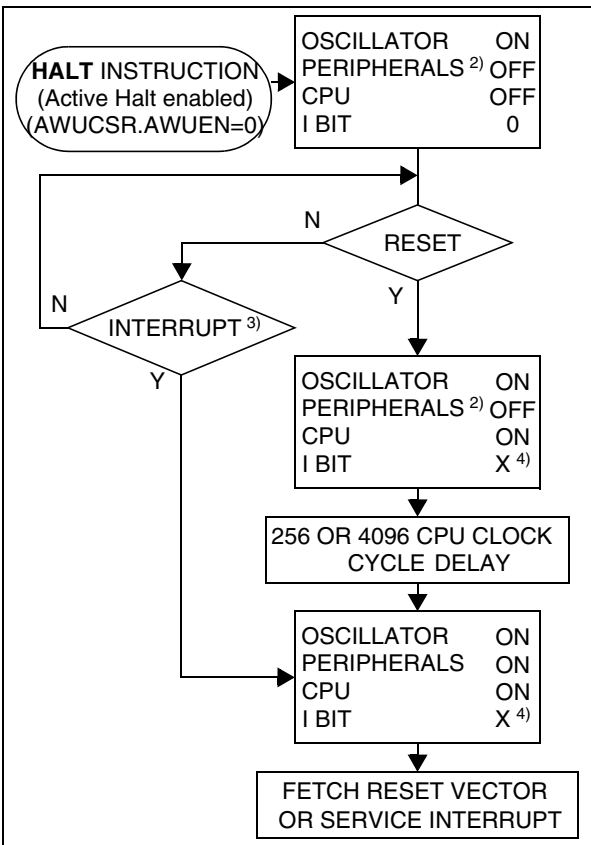 HALT INSTRUCTION
(Active Halt enabled)
(AWUCSR.AWUEN=0)
OSCILLATOR ON
PERIPHERALS 2) OFF
CPU OFF
I BIT 0
RESET
N
Y
INTERRUPT 3)
N
Y
OSCILLATOR ON
PERIPHERALS 2) OFF
CPU ON
I BIT X 4)
256 OR 4096 CPU CLOCK
CYCLE DELAY
OSCILLATOR ON
PERIPHERALS ON
CPU ON
I BIT X 4)
FETCH RESET VECTOR
OR SERVICE INTERRUPT